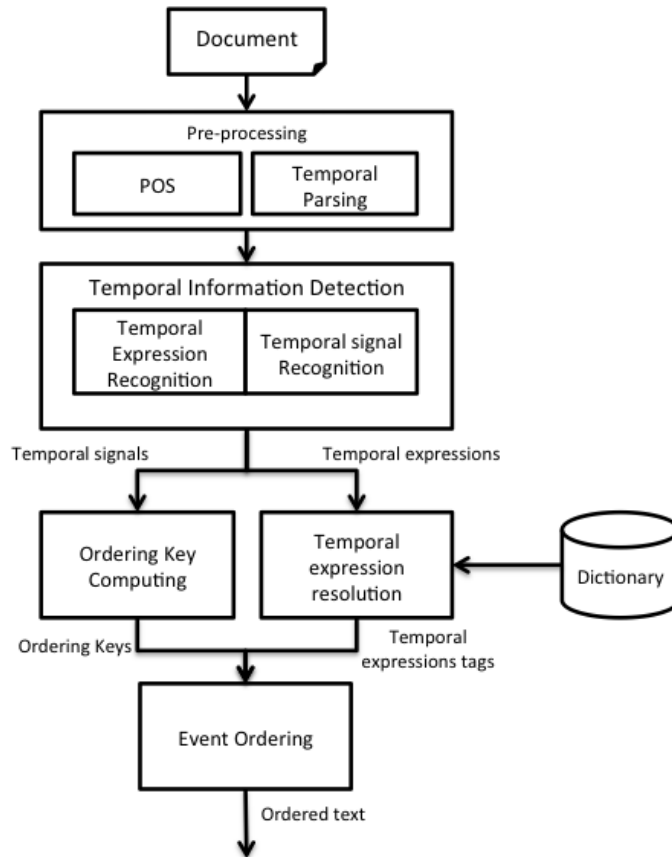 Document
Pre-processing
POS
Temporal
Parsing
Temporal Information Detection
Temporal
Expression
Recognition
Temporal signal
Recognition
Temporal signals
Temporal expressions
Ordering Key
Computing
Temporal
expression
resolution
Dictionary
Ordering Keys
Temporal
expressions tags
Event Ordering
Ordered text